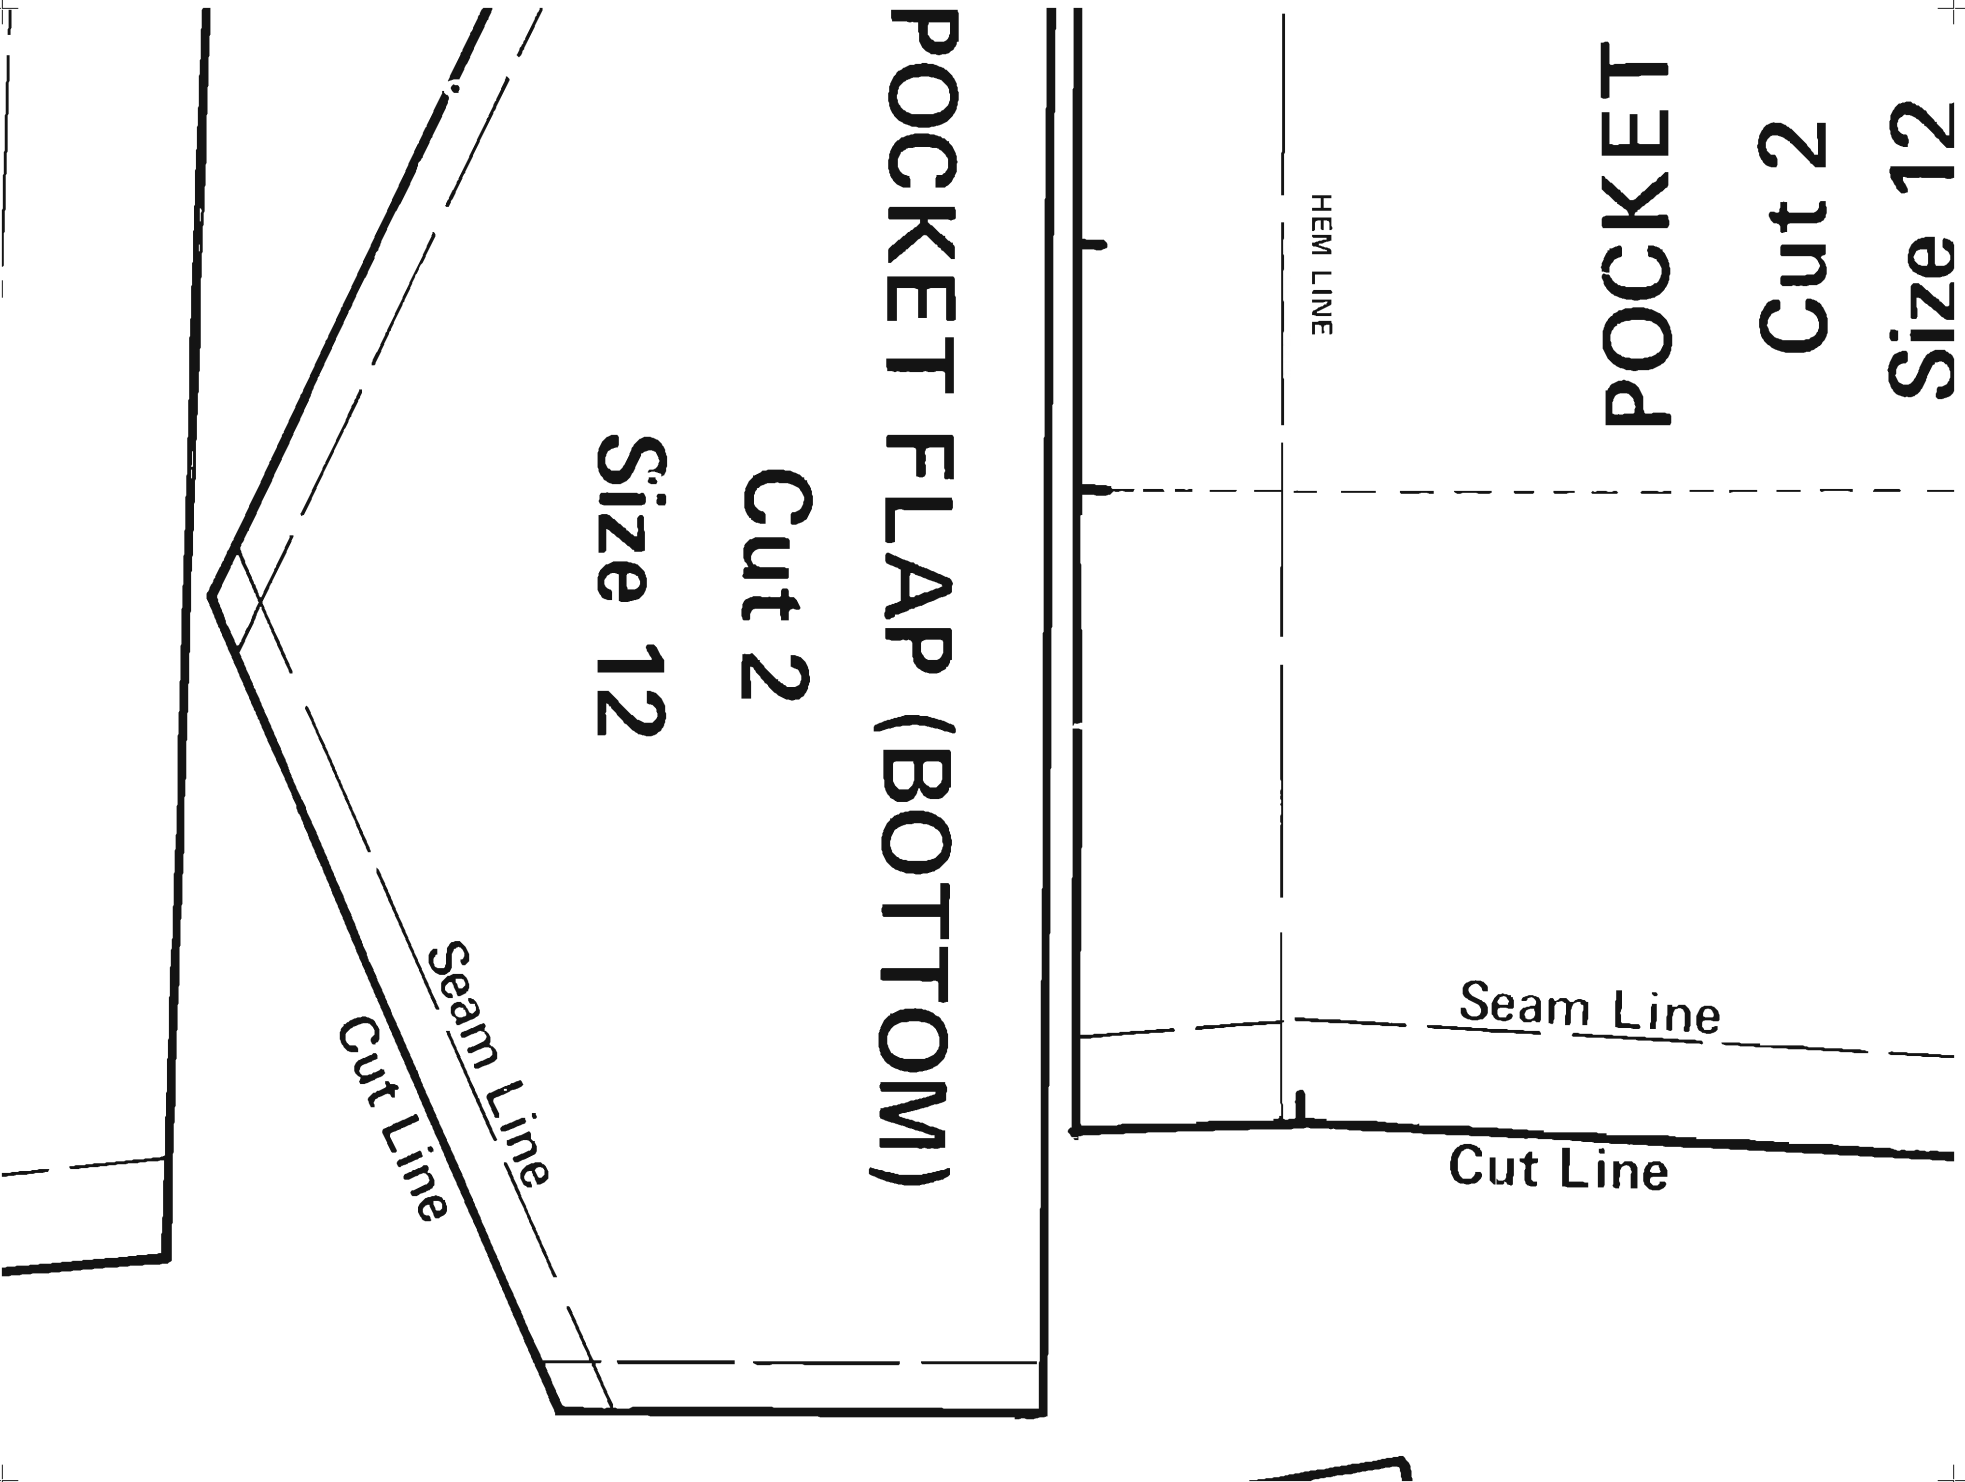 POCKET FLAP (BOTTOM)
Cut 2
Size 12
Seam Line
Cut Line
HEM LINE
POCKET
Cut 2
Size 12
Seam Line
Cut Line